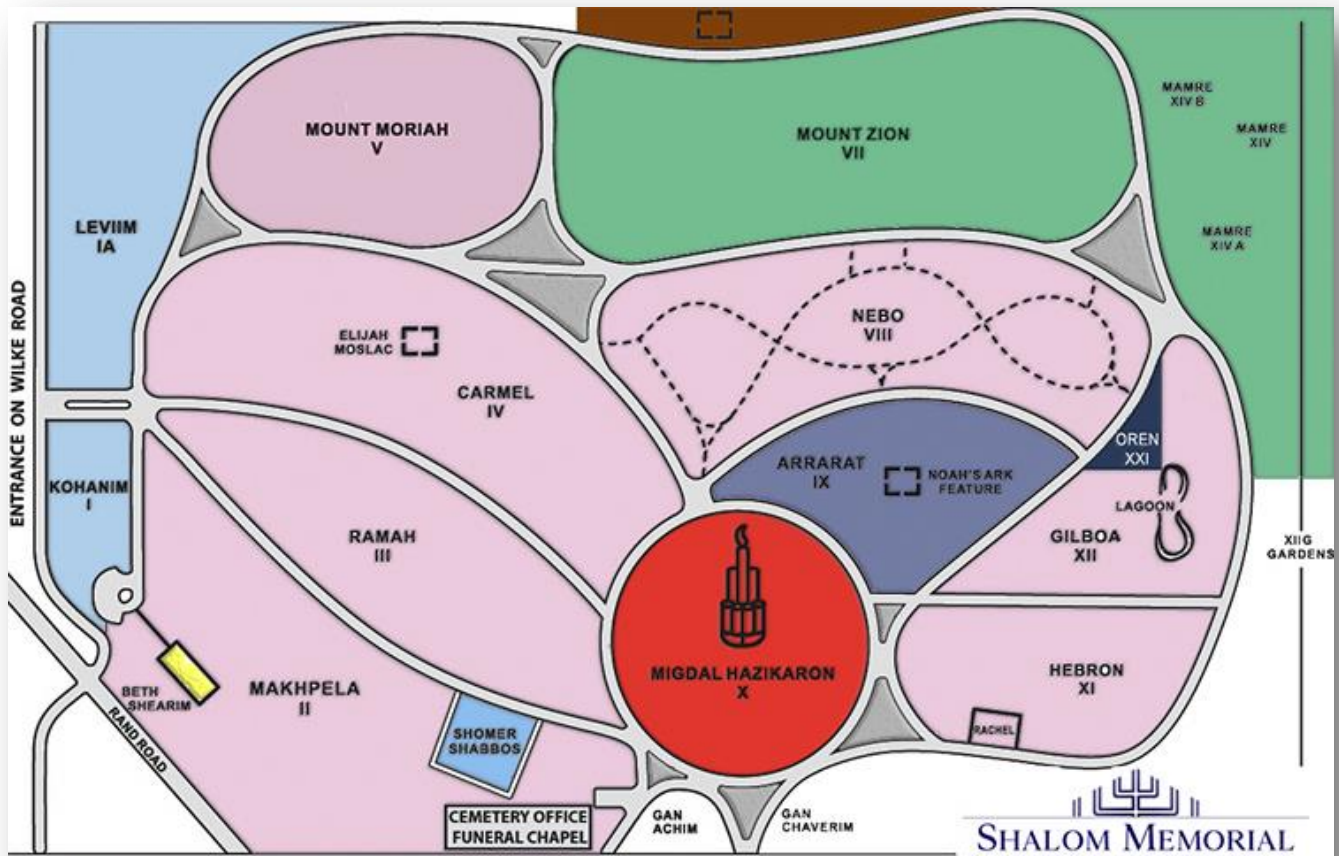 MOUNT MORIAH
V
MOUNT ZION
VII
MAMRE
XIV B
MAMRE
XIV
MAMRE
XIV A
LEVIIM
IA
ENTRANCE ON WILKE ROAD
ELIJAH
MOSLAC
CARMEL
IV
NEBO
VIII
OREN
XXI
ARRARAT
IX
NOAH'S ARK
FEATURE
LAGOON
GILBOA
XII
XIIG
GARDENS
KOHANIM
I
RAMAH
III
MIGDAL HAZIKARON
X
HEBRON
XI
RACHEL
BETH
SHEARIM
MAKHPELA
II
RAND ROAD
SHOMER
SHABBOS
CEMETERY OFFICE
FUNERAL CHAPEL
GAN
ACHIM
GAN
CHAVERIM
SHALOM MEMORIAL